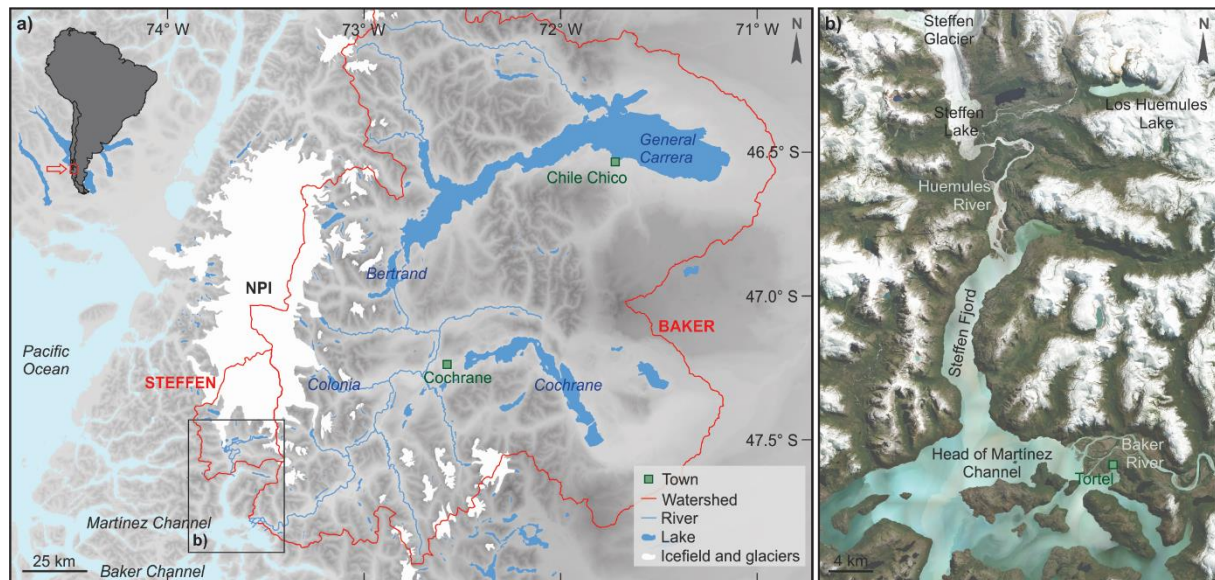 a)
74° W
73° W
72° W
71° W
N
General
Carrera
46.5° S
Chile Chico
Bertrand
NPI
47.0° S
Pacific
Ocean
BAKER
STEFFEN
Colonia
Cochrane
Cochrane
47.5° S
Martinez Channel
b)
25 km
Baker Channel
Town
Watershed
River
Lake
Icefield and glaciers
b)
Steffen
Glacier
N
Steffen
Lake
Los Huemules
Lake
Huemules
River
Steffen Fjord
Head of Martinez
Channel
Baker
River
Tortel
4 km